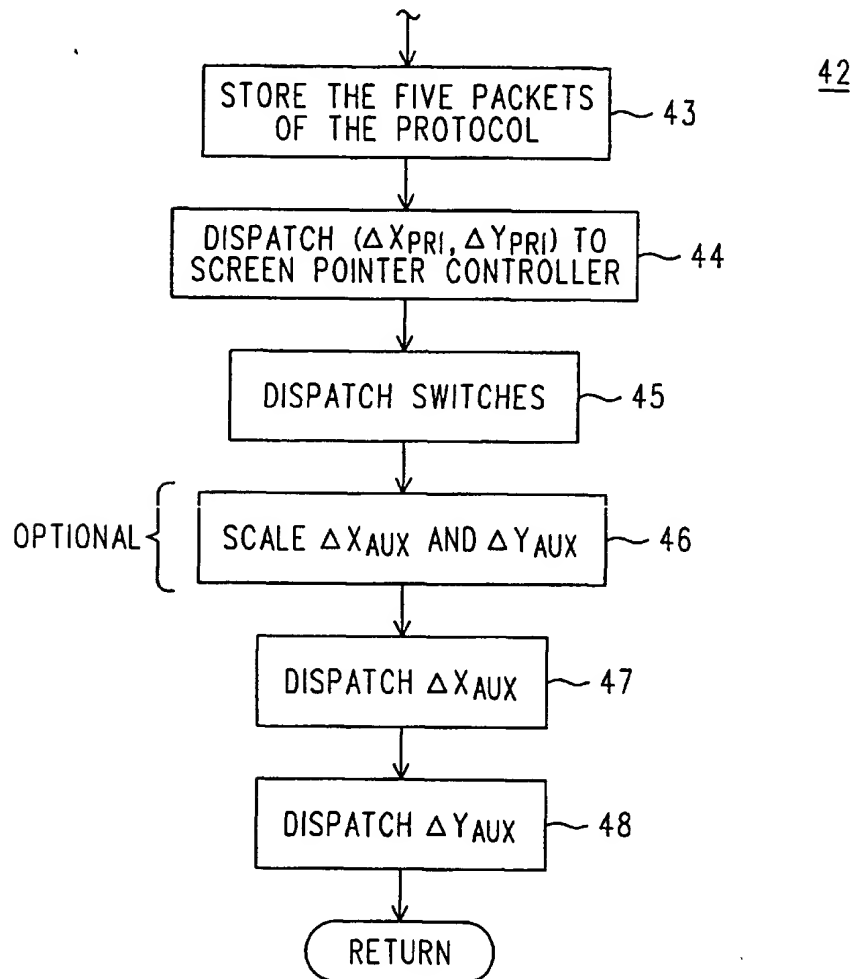 42
STORE THE FIVE PACKETS
OF THE PROTOCOL
43
DISPATCH (ΔXPRI, ΔYPRI) TO
SCREEN POINTER CONTROLLER
44
DISPATCH SWITCHES
45
OPTIONAL
SCALE ΔXAUX AND ΔYAUX
46
DISPATCH ΔXAUX
47
DISPATCH ΔYAUX
48
RETURN